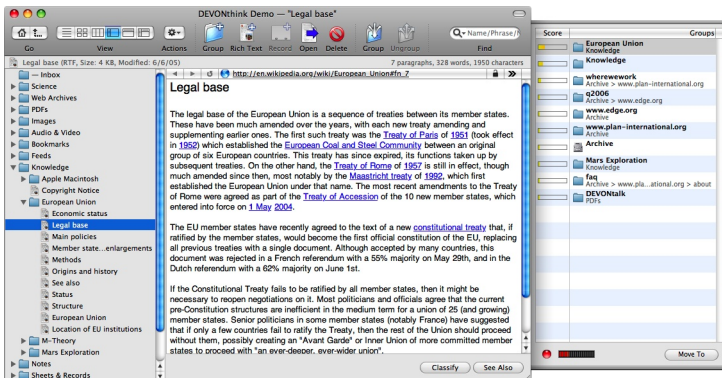 DEVONthink Demo — "Legal base"
Go
View
Actions
Group
Rich Text
Record
Open
Delete
Group
Ungroup
Name/Phrase/
Find
Legal base (RTF, Size: 4 KB, Modified: 6/6/05)
7 paragraphs, 328 words, 1950 characters
— Inbox
Science
Web Archives
PDFs
Images
Audio & Video
Bookmarks
Feeds
Knowledge
Apple Macintosh
Copyright Notice
European Union
Economic status
Legal base
Main policies
Member state...enlargements
Methods
Origins and history
See also
Status
Structure
European Union
Location of EU institutions
M-Theory
Mars Exploration
Notes
Sheets & Records
http://en.wikipedia.org/wiki/European_Union#fn_7
Legal base
The legal base of the European Union is a sequence of treaties between its member states.
These have been much amended over the years, with each new treaty amending and
supplementing earlier ones. The first such treaty was the Treaty of Paris of 1951 (took effect
in 1952) which established the European Coal and Steel Community between an original
group of six European countries. This treaty has since expired, its functions taken up by
subsequent treaties. On the other hand, the Treaty of Rome of 1957 is still in effect, though
much amended since then, most notably by the Maastricht treaty of 1992, which first
established the European Union under that name. The most recent amendments to the Treaty
of Rome were agreed as part of the Treaty of Accession of the 10 new member states, which
entered into force on 1 May 2004.
The EU member states have recently agreed to the text of a new constitutional treaty that, if
ratified by the member states, would become the first official constitution of the EU, replacing
all previous treaties with a single document. Although accepted by many countries, this
document was rejected in a French referendum with a 55% majority on May 29th, and in the
Dutch referendum with a 62% majority on June 1st.
If the Constitutional Treaty fails to be ratified by all member states, then it might be
necessary to reopen negotiations on it. Most politicians and officials agree that the current
pre-Constitution structures are inefficient in the medium term for a union of 25 (and growing)
member states. Senior politicians in some member states (notably France) have suggested
that if only a few countries fail to ratify the Treaty, then the rest of the Union should proceed
without them, possibly creating an "Avant Garde" or Inner Union of more committed member
states to proceed with "an ever-deeper, ever-wider union".
Classify
See Also
Score
Groups
European Union
Knowledge
Knowledge
wherewework
Archive > www.plan-international.org
q2006
Archive > www.edge.org
www.edge.org
Archive
www.plan-international.org
Archive
Archive
Mars Exploration
Knowledge
faq
Archive > www.pla...ational.org > about
DEVONtalk
PDFs
Move To